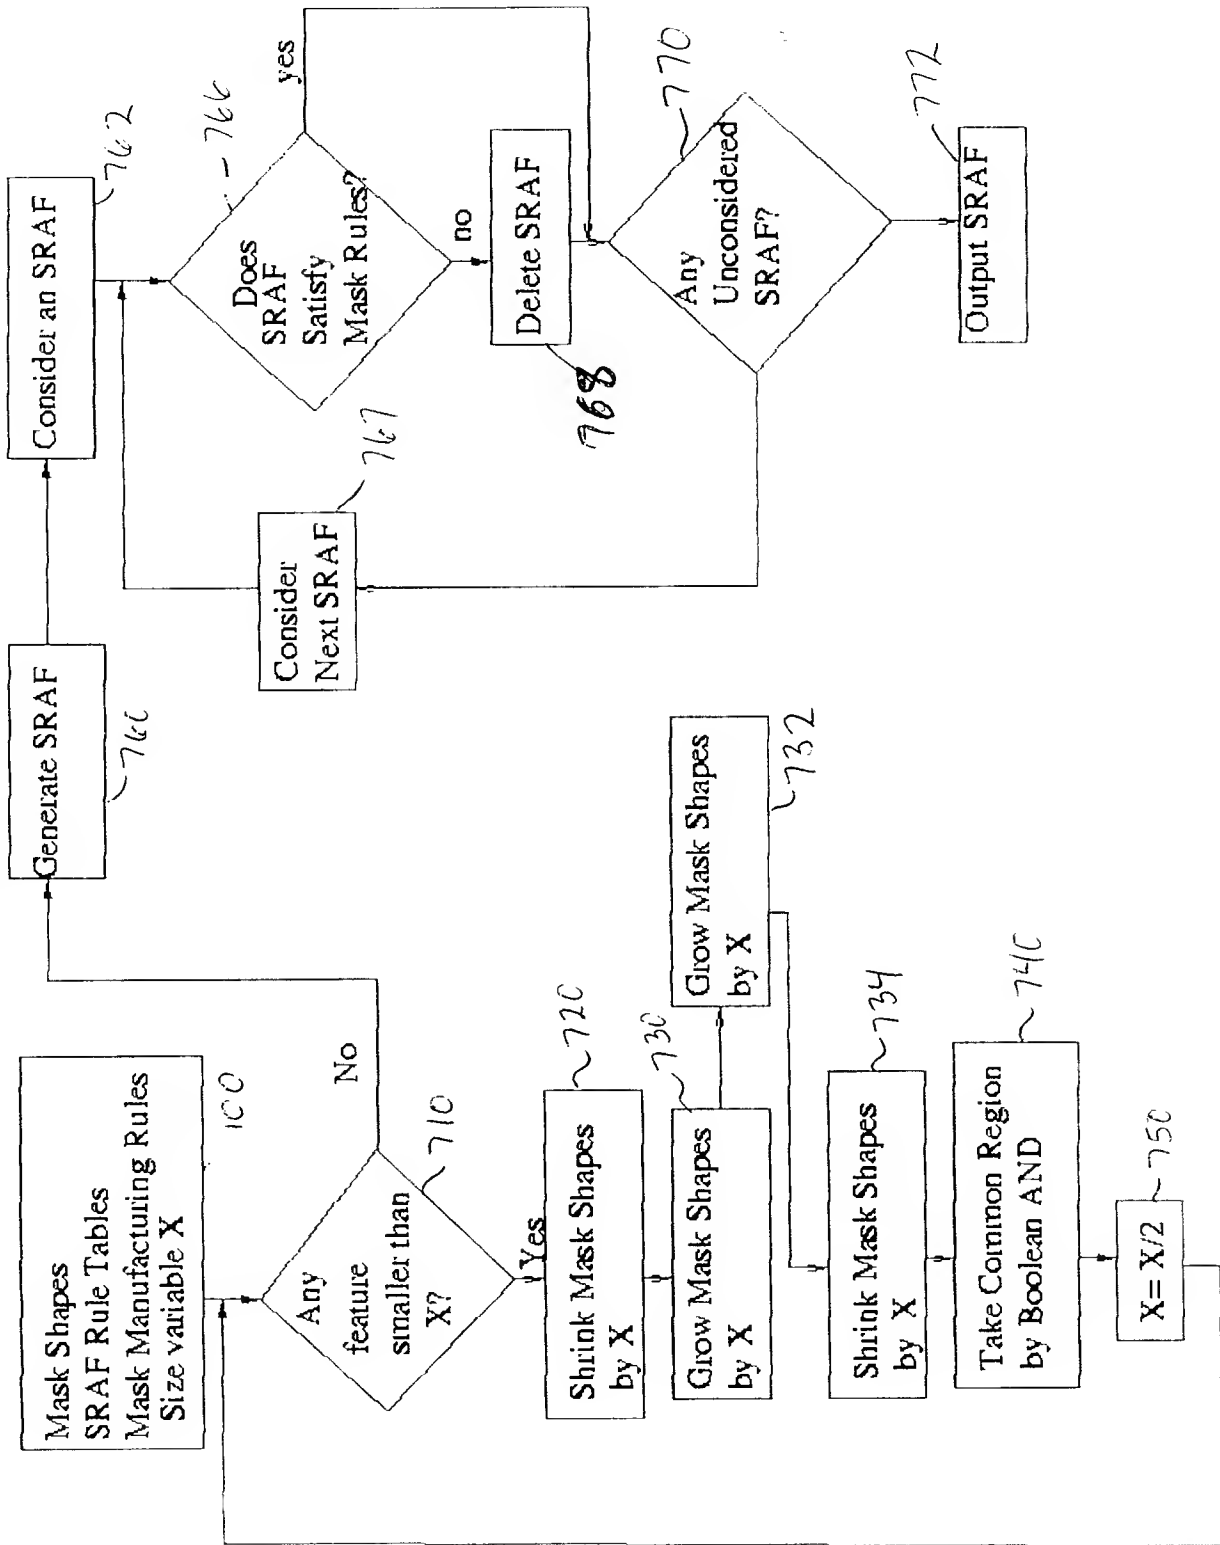 Mask Shapes
SRAF Rule Tables
Mask Manufacturing Rules
Size variable X
100
Any
feature
smaller than
X?
710
No
Yes
Shrink Mask Shapes
by X
720
Grow Mask Shapes
by X
730
Grow Mask Shapes
by X
732
Shrink Mask Shapes
by X
734
Take Common Region
by Boolean AND
740
X= X/2
750
Generate SRAF
760
Consider an SRAF
762
Does
SRAF
Satisfy
Mask Rules?
766
yes
no
Consider
Next SRAF
767
Delete SRAF
768
Any
Unconsidered
SRAF?
770
Output SRAF
772